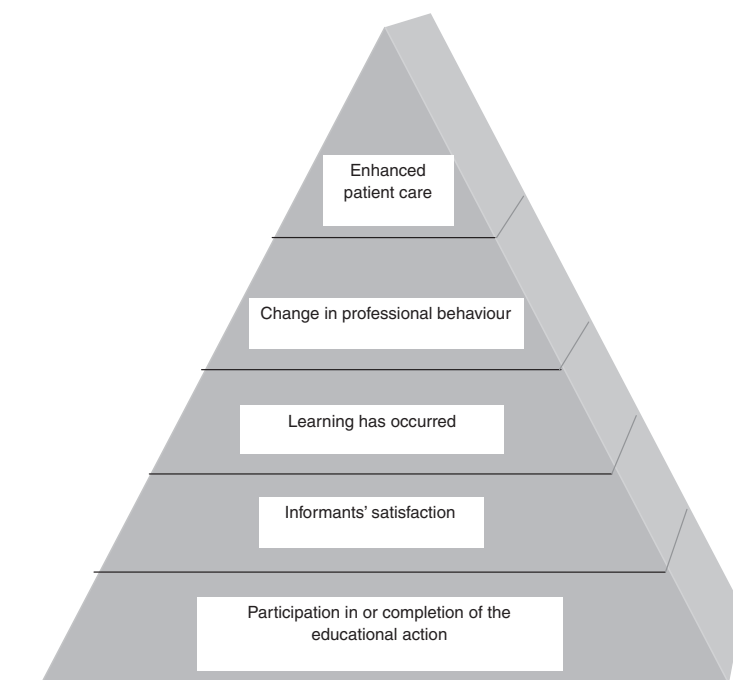 Enhanced
patient care
Change in professional behaviour
Learning has occurred
Informants’ satisfaction
Participation in or completion of the
educational action